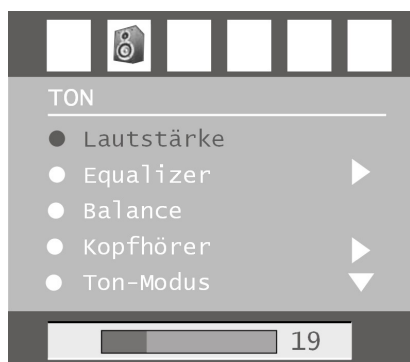 TON
Lautstärke
Equalizer
Balance
Kopfhörer
Ton-Modus
19